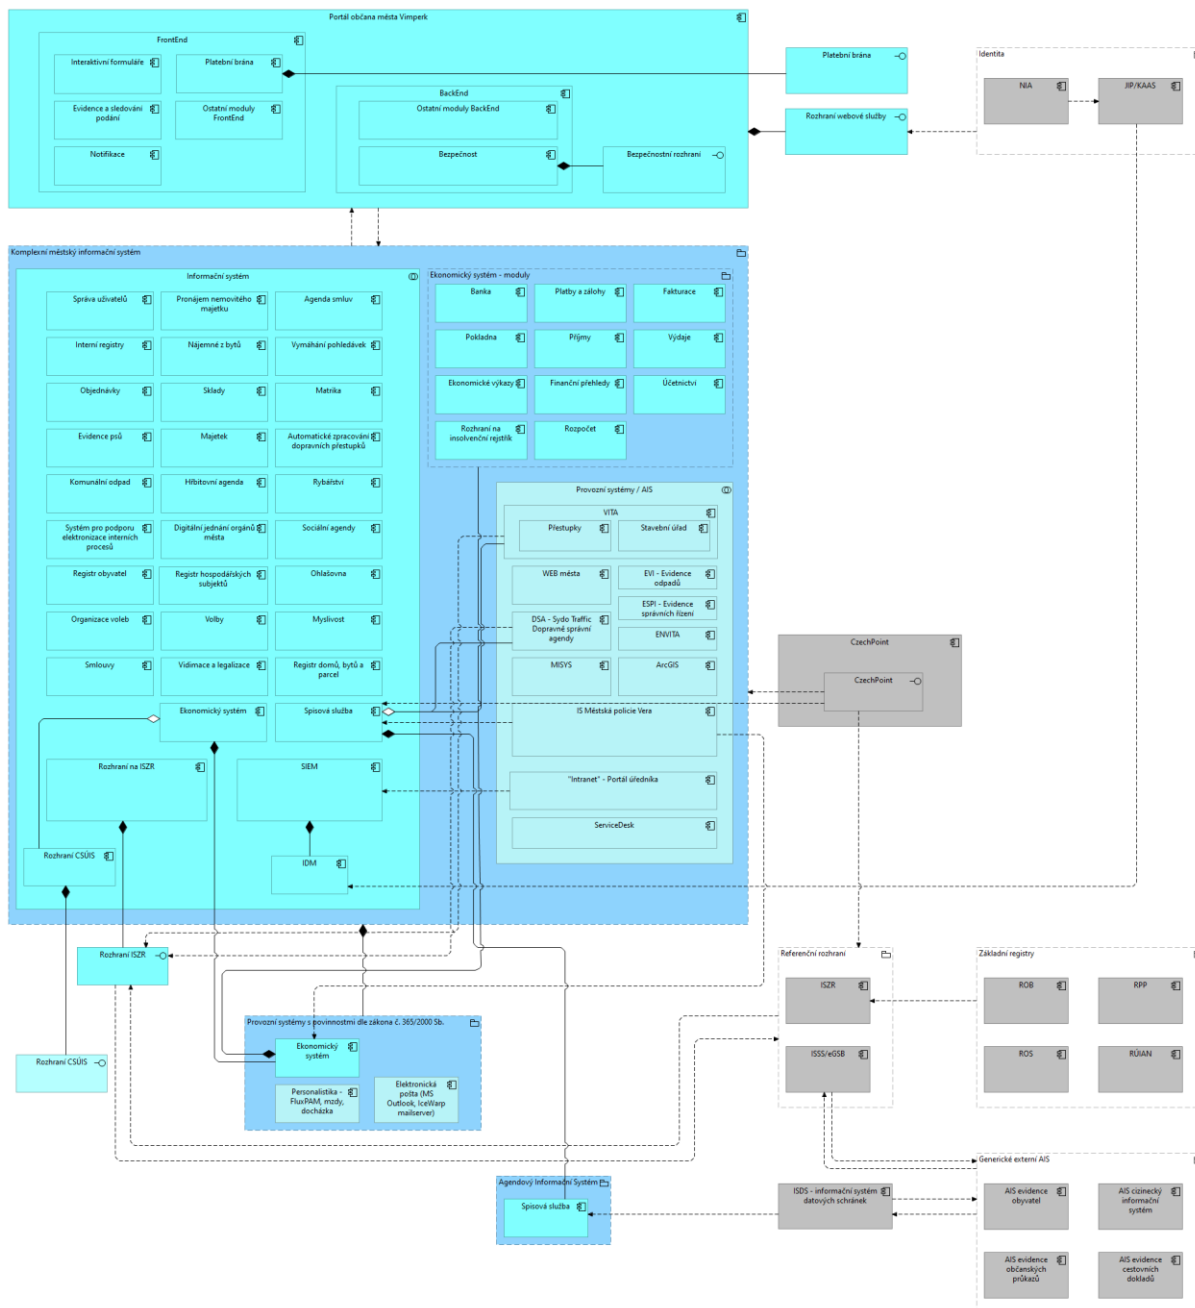 Portál občana města Vimperk
FrontEnd
Interaktivní formuláře
Platební brána
Evidence a sledování
podání
Ostatní moduly
FrontEnd
Notifikace
BackEnd
Ostatní moduly BackEnd
Bezpečnost
Bezpečnostní rozhraní
Platební brána
Rozhraní webové služby
Identita
NIA
JIP/KAAS
Komplexní městský informační systém
Informační systém
Správa uživatelů
Pronájem nemovitého
majetku
Agenda smluv
Interní registry
Nájemné z bytů
Vymáhání pohledávek
Objednávky
Sklady
Matrika
Evidence psů
Majetek
Automatické zpracování
dopravních přestupků
Komunální odpad
Hřbitovní agenda
Rybářství
Systém pro podporu
elektronizace interních
procesů
Digitální jednání orgánů
města
Sociální agendy
Registr obyvatel
Registr hospodářských
subjektů
Ohlašovna
Organizace voleb
Volby
Myslivost
Smlouvy
Vidimace a legalizace
Registr domů, bytů a
parcel
Ekonomický systém
Spisová služba
Rozhraní na ISZR
SIEM
Rozhraní CSÚIS
IDM
Ekonomický systém - moduly
Banka
Platby a zálohy
Fakturace
Pokladna
Příjmy
Výdaje
Ekonomické výkazy
Finanční přehledy
Účetnictví
Rozhraní na
insolvenční rejstřík
Rozpočet
Provozní systémy / AIS
VITA
Přestupky
Stavební úřad
WEB města
EVI - Evidence
odpadů
ESPI - Evidence
správních řízení
DSA - Sydo Traffic
Dopravně správní
agendy
ENVITA
MISYS
ArcGIS
IS Městská policie Vera
"Intranet" - Portál úředníka
ServiceDesk
CzechPoint
CzechPoint
Rozhraní ISZR
Rozhraní CSÚIS
Provozní systémy s povinnostmi dle zákona č. 365/2000 Sb.
Ekonomický
systém
Personalistika -
FluxPAM, mzdy,
docházka
Elektronická
pošta (MS
Outlook, IceWarp
mailserver)
Referenční rozhraní
ISZR
ISSS/eGSB
Základní registry
ROB
RPP
ROS
RÚIAN
Agendový Informační Systém
Spisová služba
ISDS - informační systém
datových schránek
Generické externí AIS
AIS evidence
obyvatel
AIS cizinecký
informační
systém
AIS evidence
občanských
průkazů
AIS evidence
cestovních
dokladů